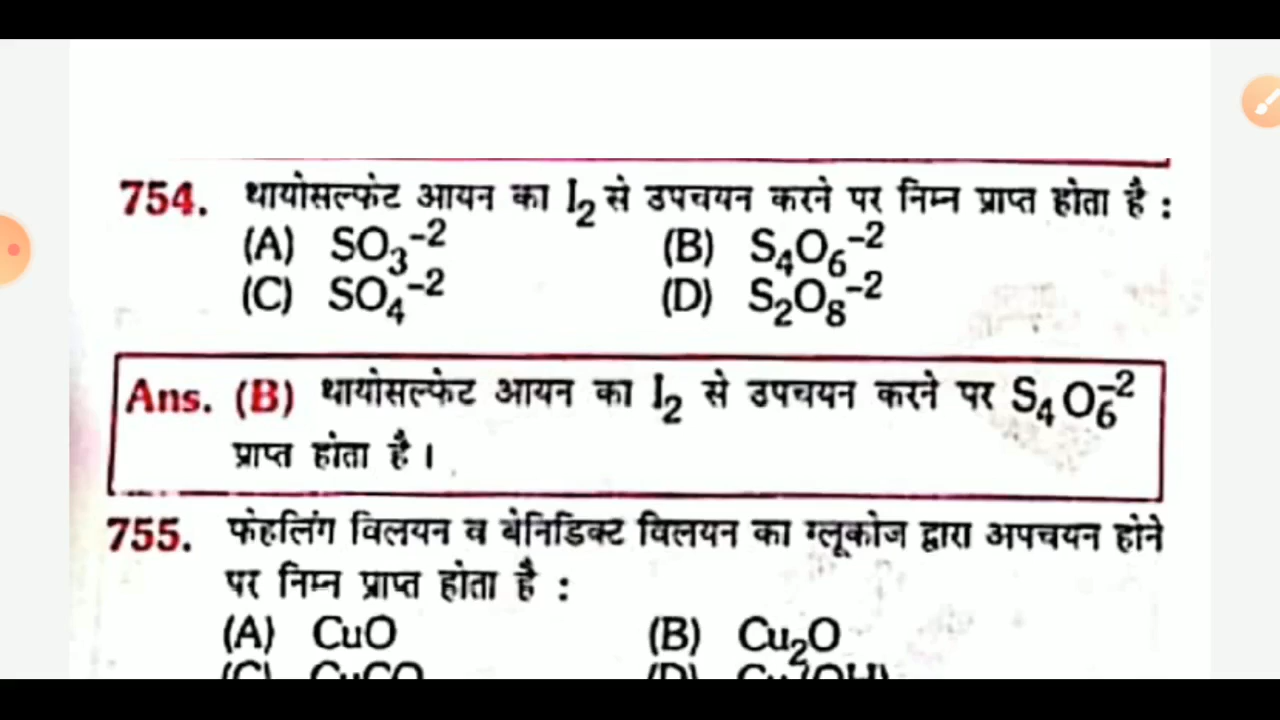 754. थायोसल्फेट आयन का I₂ से उपचयन करने पर निम्न प्राप्त होता है :
(A) SO₃⁻² (B) S₄O₆⁻²
(C) SO₄⁻² (D) S₂O₈⁻²
Ans. (B) थायोसल्फेट आयन का I₂ से उपचयन करने पर S₄O₆⁻²
प्राप्त होता है।
755. फेहलिंग विलयन व बेनिडिक्ट विलयन का ग्लूकोज द्वारा अपचयन होने
पर निम्न प्राप्त होता है :
(A) CuO (B) Cu₂O